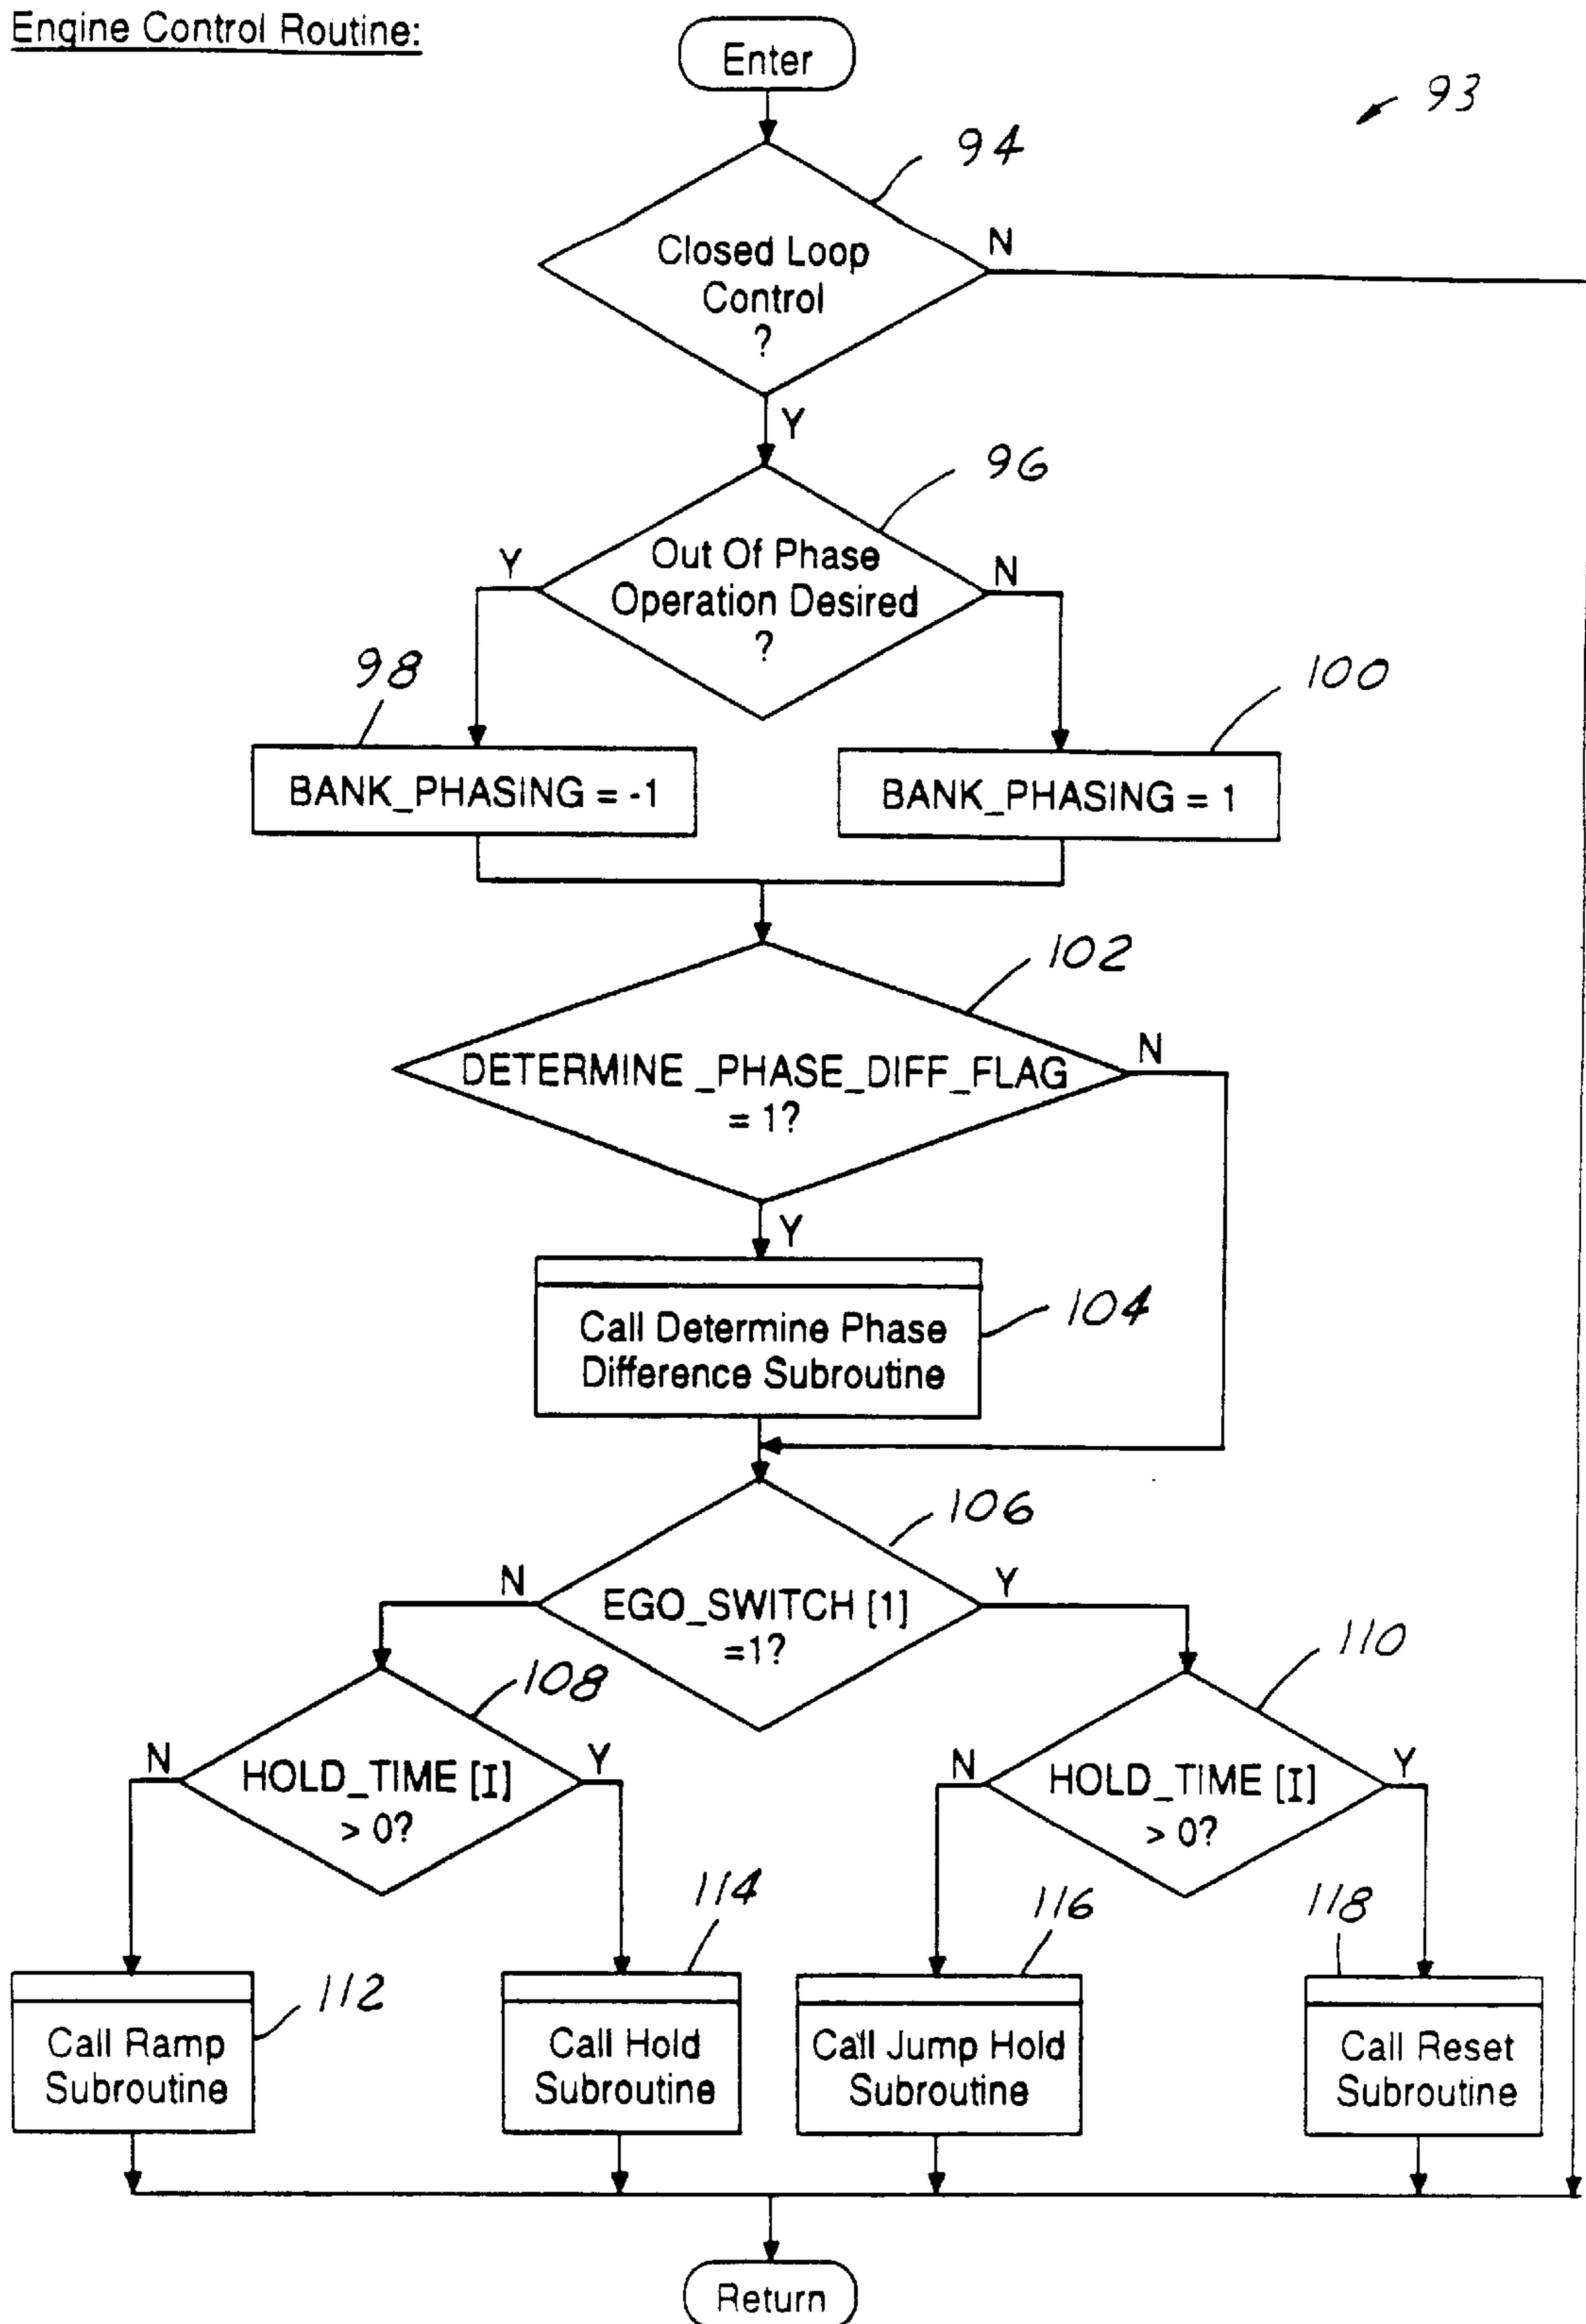 Engine Control Routine:
Enter
93
94
Closed Loop
Control
?
N
Y
96
Out Of Phase
Operation Desired
?
Y
N
98
100
BANK_PHASING = -1
BANK_PHASING = 1
102
DETERMINE _PHASE_DIFF_FLAG
= 1?
N
Y
104
Call Determine Phase
Difference Subroutine
106
EGO_SWITCH [1]
=1?
N
Y
108
110
HOLD_TIME [I]
> 0?
N
Y
HOLD_TIME [I]
> 0?
N
Y
112
114
116
118
Call Ramp
Subroutine
Call Hold
Subroutine
Call Jump Hold
Subroutine
Call Reset
Subroutine
Return